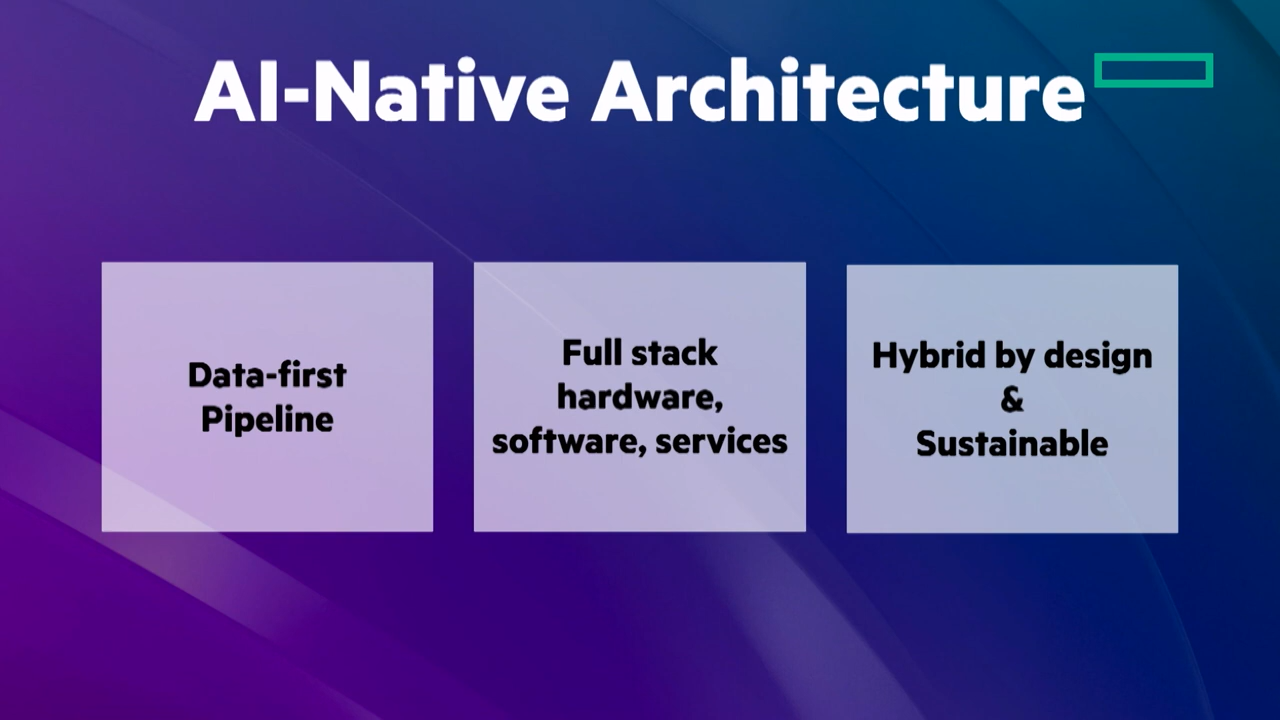 AI-Native Architecture
Data-first
Pipeline
Full stack
hardware,
software, services
Hybrid by design
&
Sustainable